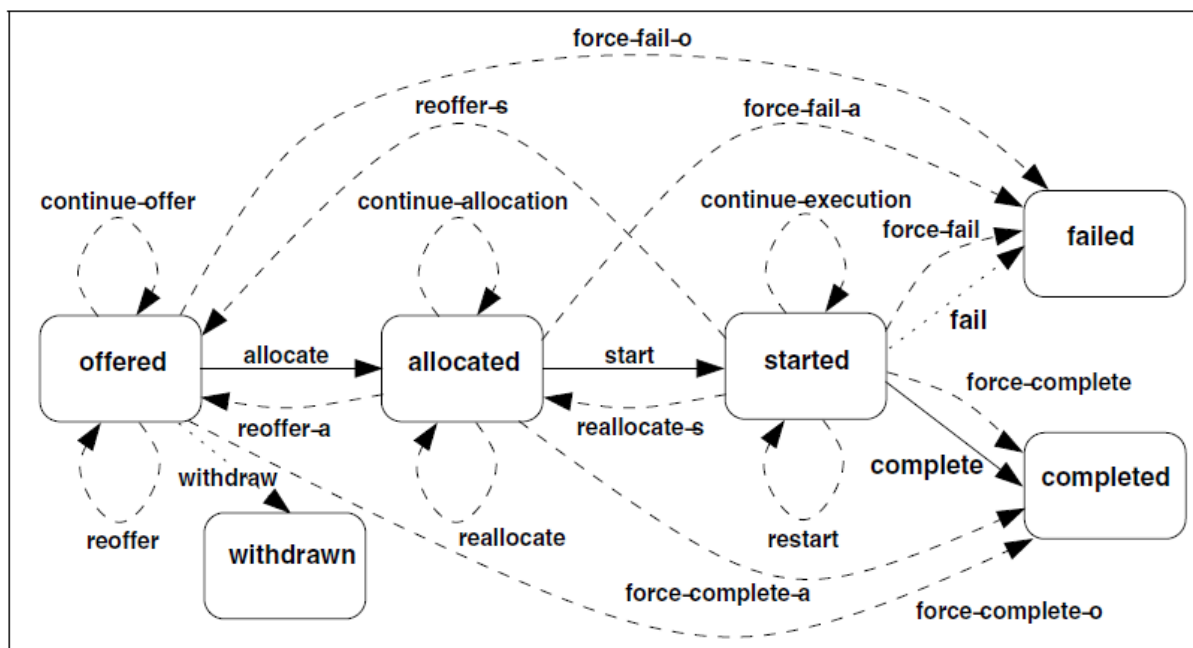 force-fail-o
reoffer-s
force-fail-a
continue-offer
continue-allocation
continue-execution
force-fail
failed
fail
offered
allocate
allocated
start
started
force-complete
reoffer-a
reallocate-s
complete
completed
withdraw
reoffer
withdrawn
reallocate
restart
force-complete-a
force-complete-o